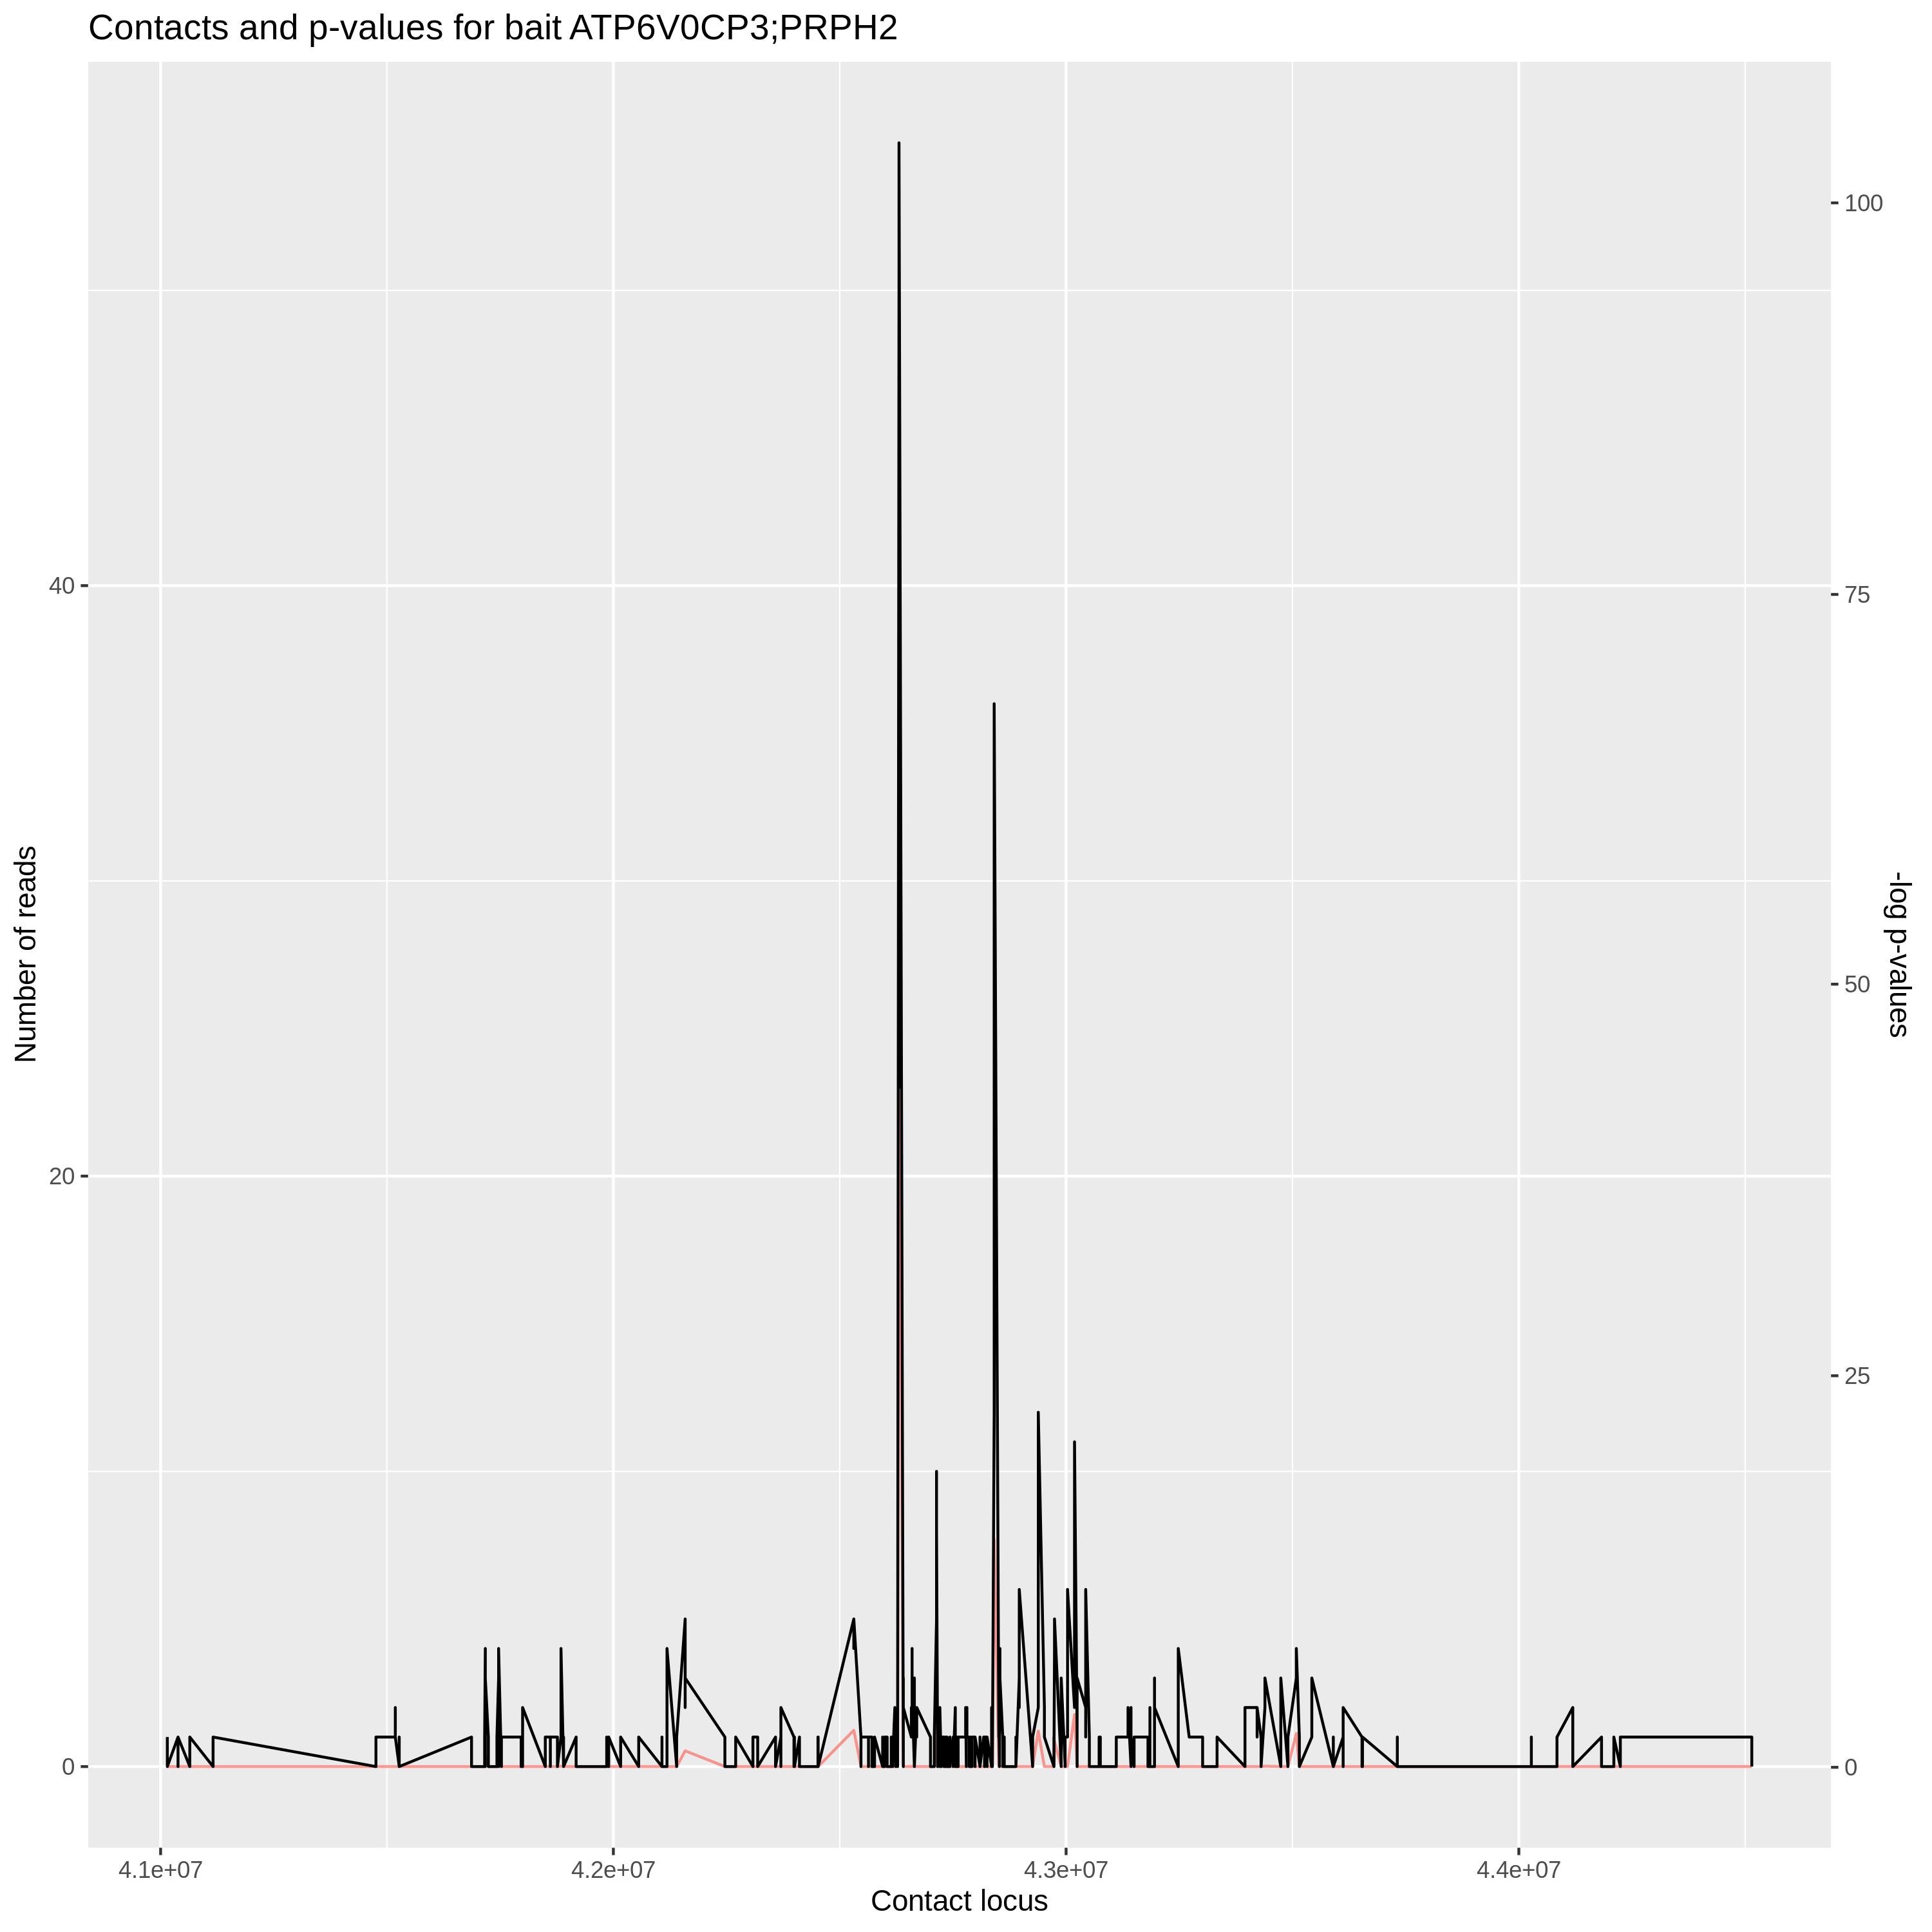 Contacts and p-values for bait ATP6V0CP3;PRPH2
Number of reads
40
20
0
100
75
50
25
0
-log p-values
4.1e+07
4.2e+07
4.3e+07
4.4e+07
Contact locus